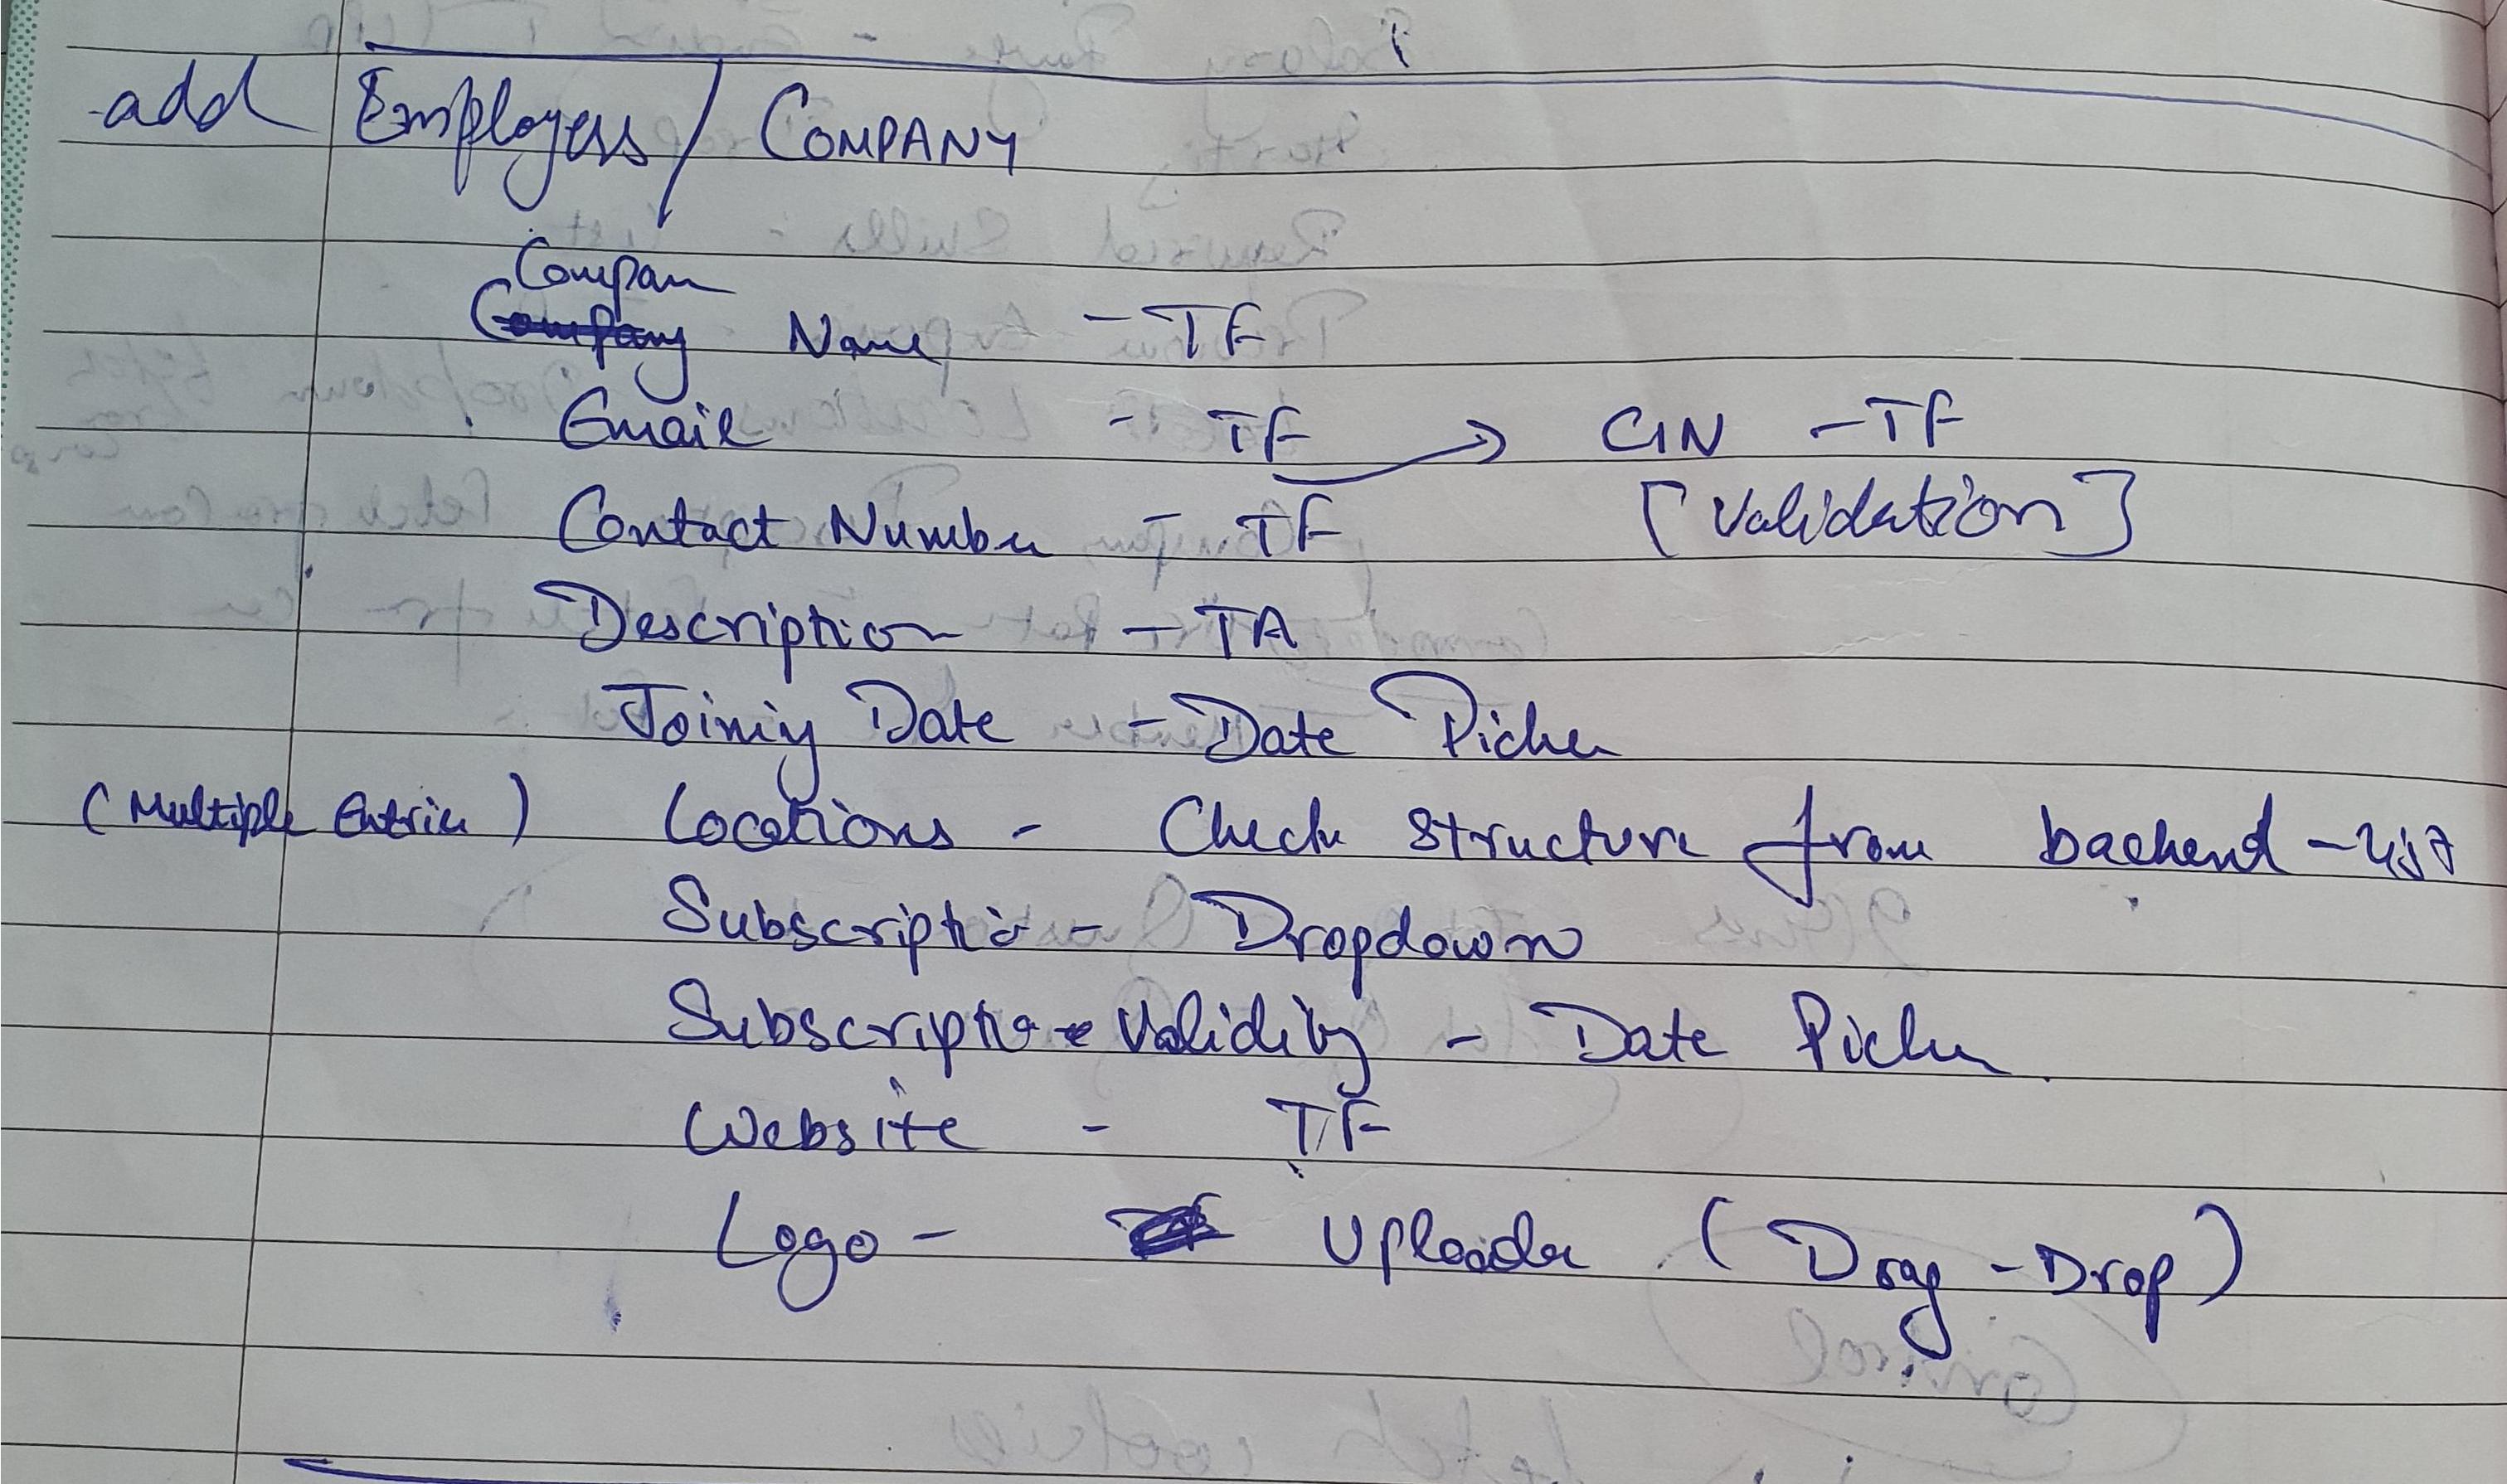 add Employers / COMPANY
Compan
Company Name - TF
Email - TF → CIN - TF
Contact Number - TF [Validation]
Description - TA
Joining Date - Date Picker
(Multiple Entries) Locations - Check structure from backend - list
Subscription - Dropdown
Subscription Validity - Date Picker
Website - TF
Logo - Uploader (Drag - Drop)